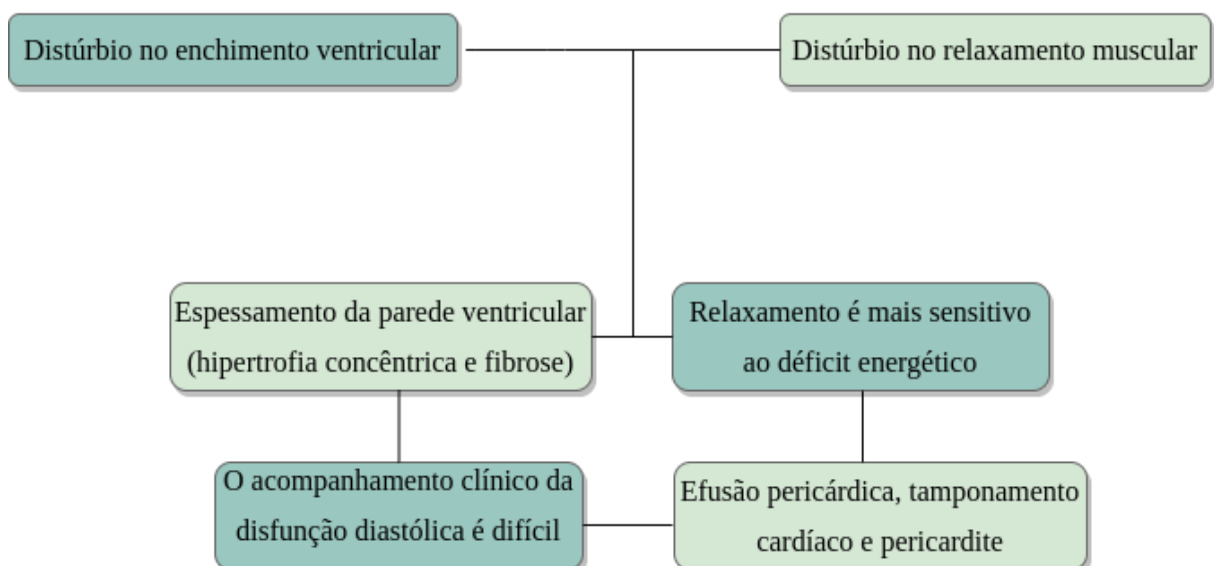 Distúrbio no enchimento ventricular
Distúrbio no relaxamento muscular
Espessamento da parede ventricular
(hipertrofia concêntrica e fibrose)
Relaxamento é mais sensitivo
ao déficit energético
O acompanhamento clínico da
disfunção diastólica é difícil
Efusão pericárdica, tamponamento
cardíaco e pericardite